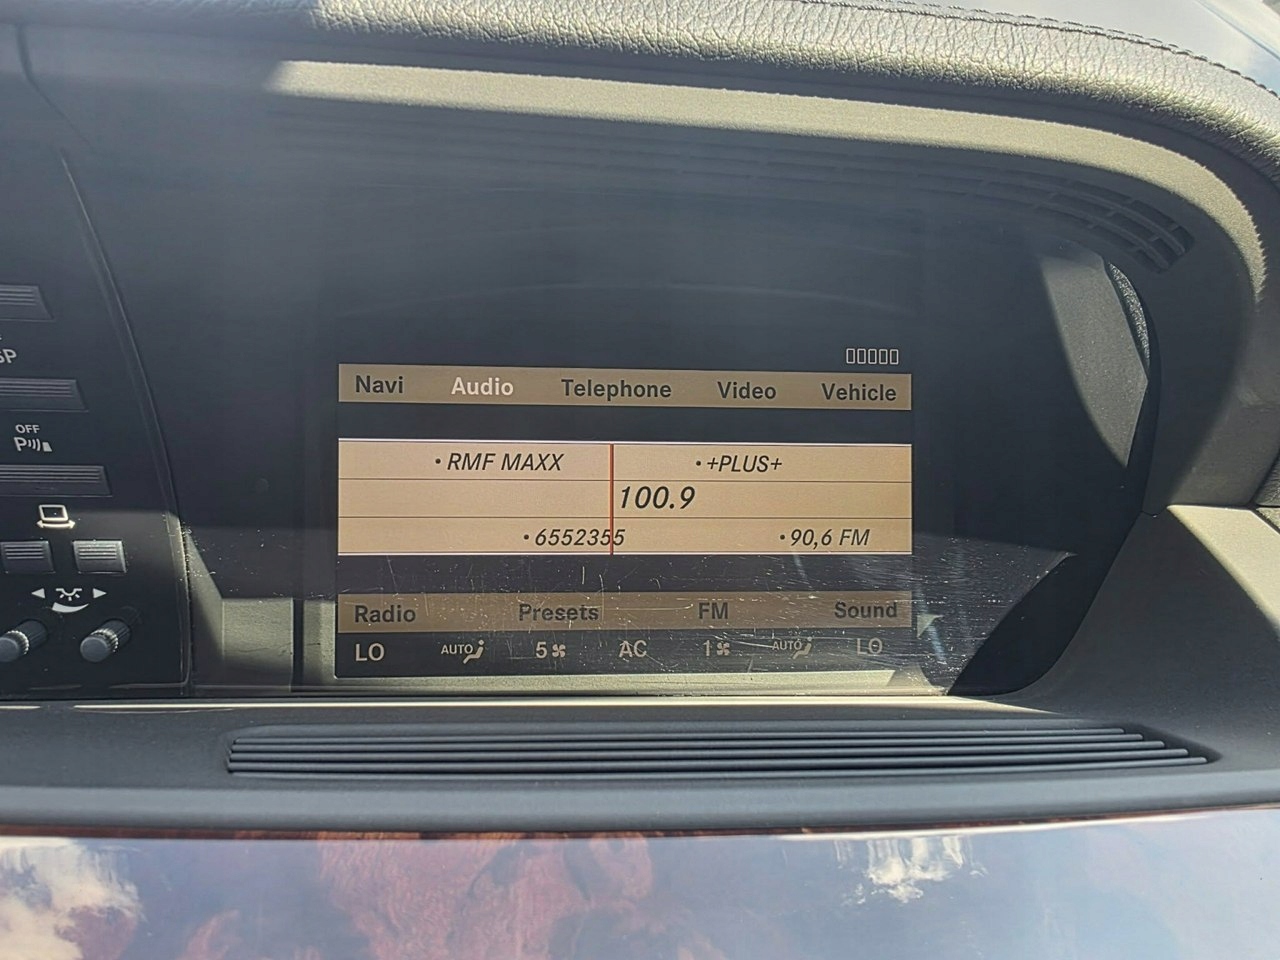 SP
OFF
P
▯▯▯▯▯
Navi Audio Telephone Video Vehicle
• RMF MAXX • +PLUS+
100.9
• 6552355 • 90,6 FM
Radio Presets FM Sound
LO AUTO 5 AC 1 AUTO LO